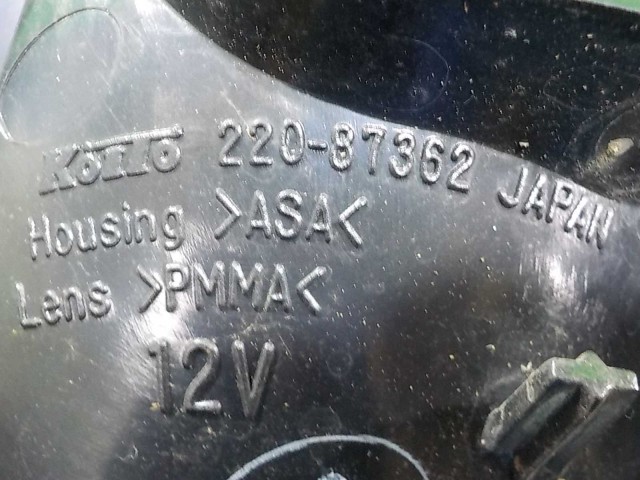 KOITO 220-87362 JAPAN
Housing >ASA<
Lens >PMMA<
12V